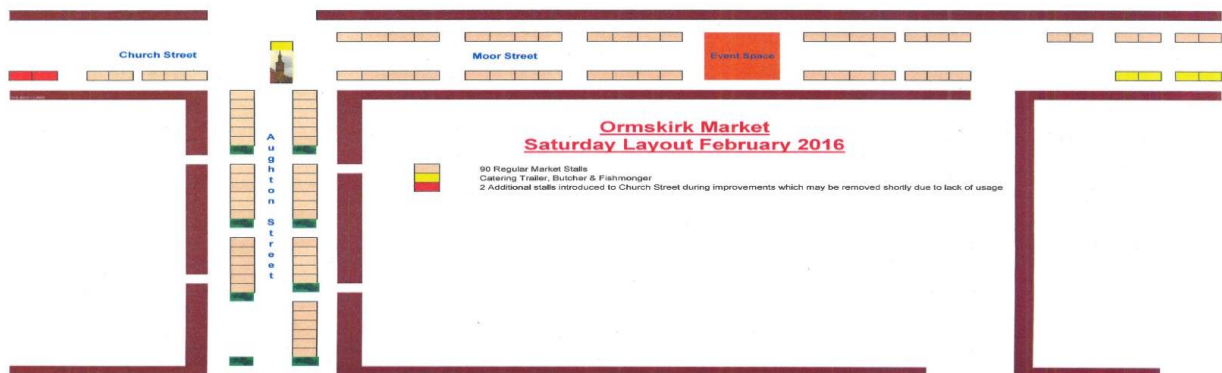 Church Street
Moor Street
Event Space
Aughton Street
Ormskirk Market
Saturday Layout February 2016
90 Regular Market Stalls
Catering Trailer, Butcher & Fishmonger
2 Additional stalls introduced to Church Street during improvements which may be removed shortly due to lack of usage